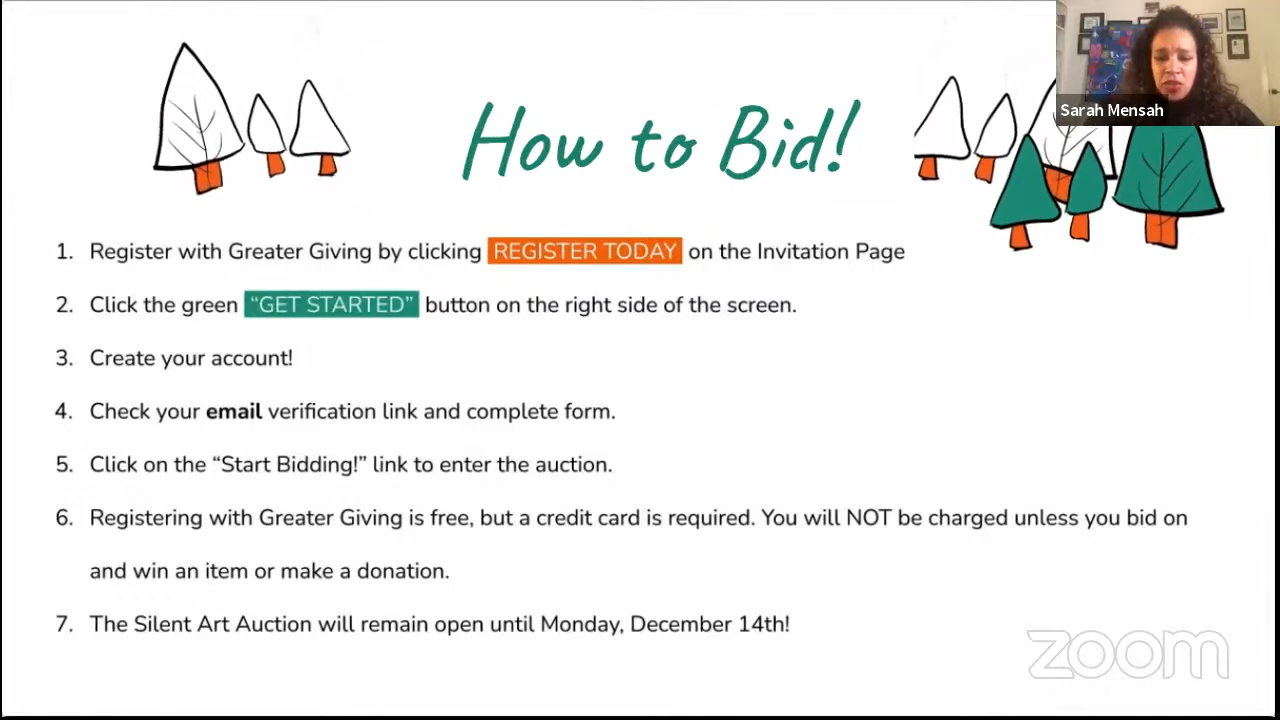 Sarah Mensah
How to Bid!
1. Register with Greater Giving by clicking REGISTER TODAY on the Invitation Page
2. Click the green “GET STARTED” button on the right side of the screen.
3. Create your account!
4. Check your email verification link and complete form.
5. Click on the “Start Bidding!” link to enter the auction.
6. Registering with Greater Giving is free, but a credit card is required. You will NOT be charged unless you bid on
and win an item or make a donation.
7. The Silent Art Auction will remain open until Monday, December 14th!
zoom